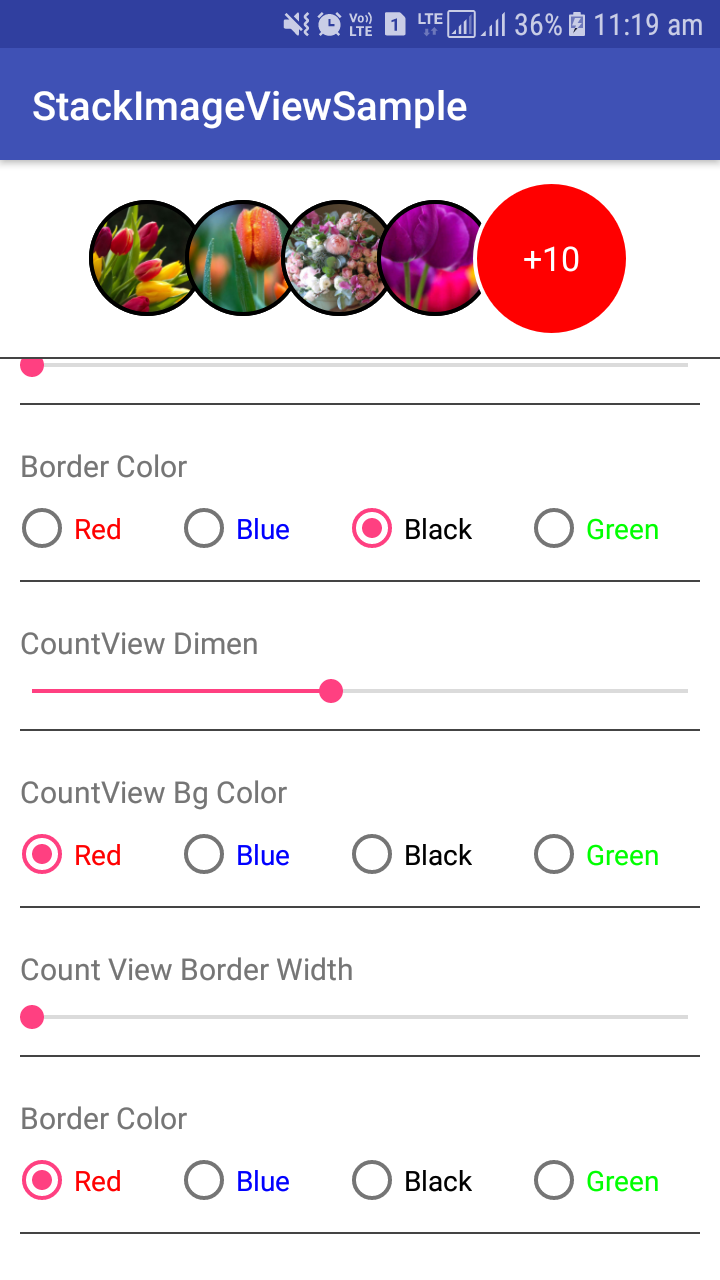 Vo)) LTE 1 LTE 36% 11:19 am
StackImageViewSample
+10
Border Color
Red Blue Black Green
CountView Dimen
CountView Bg Color
Red Blue Black Green
Count View Border Width
Border Color
Red Blue Black Green